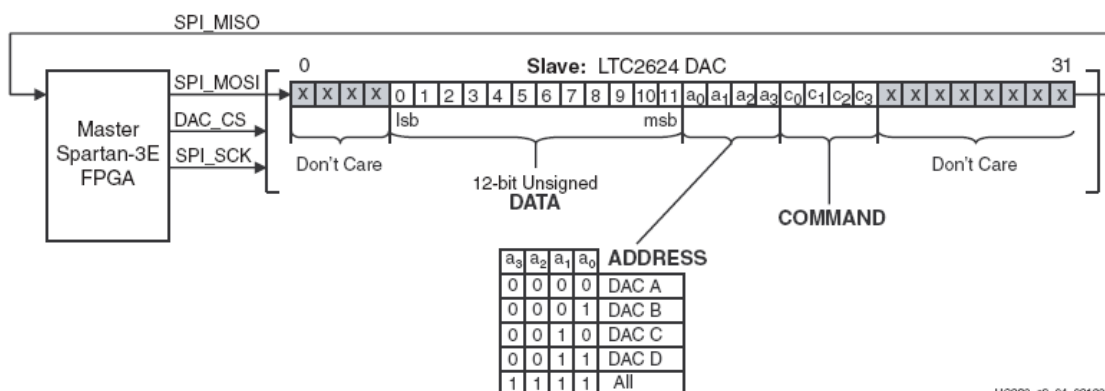 SPI_MISO
0 Slave: LTC2624 DAC 31
SPI_MOSI
X X X X 0 1 2 3 4 5 6 7 8 9 10 11 a0 a1 a2 a3 c0 c1 c2 c3 X X X X X X X X
lsb msb
DAC_CS
Master
Spartan-3E
FPGA
SPI_SCK
Don't Care
12-bit Unsigned
DATA
COMMAND
Don't Care
a3 a2 a1 a0 ADDRESS
0 0 0 0 DAC A
0 0 0 1 DAC B
0 0 1 0 DAC C
0 0 1 1 DAC D
1 1 1 1 All